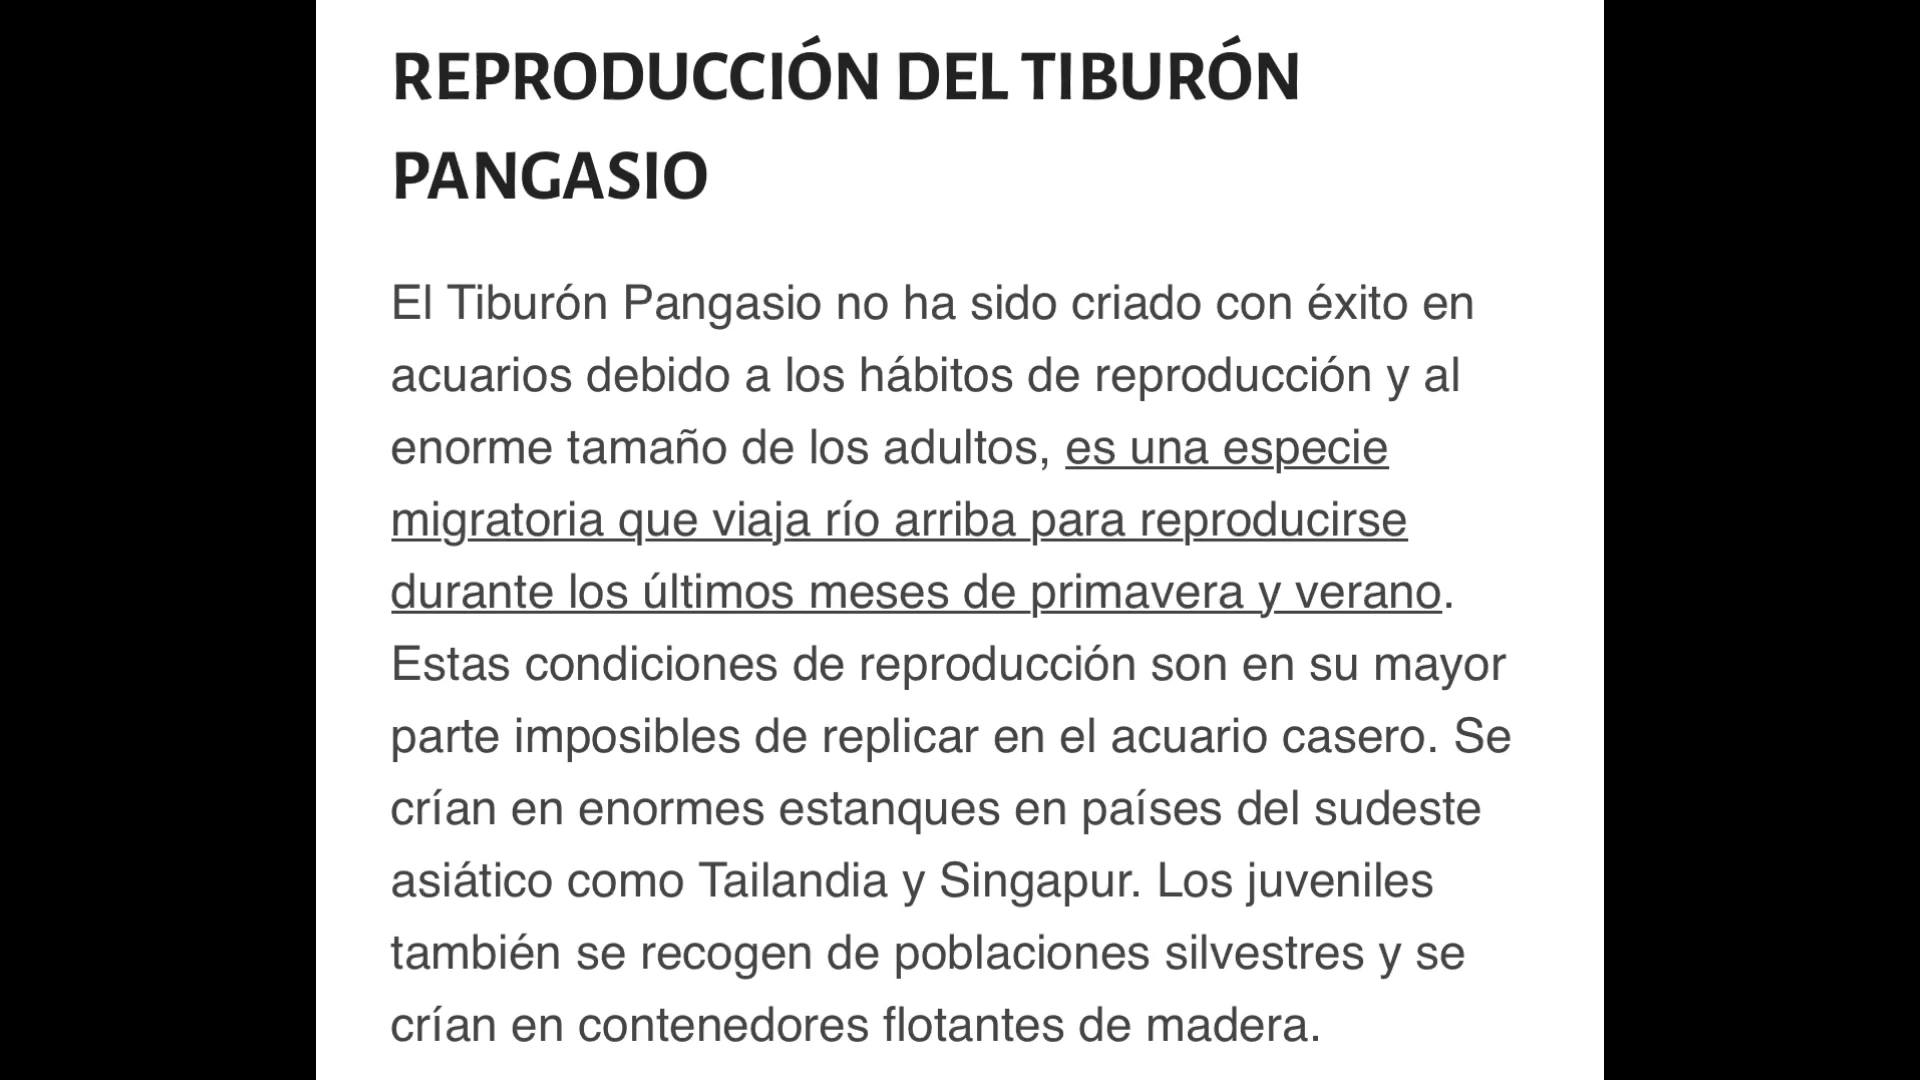 REPRODUCCIÓN DEL TIBURÓN
PANGASIO
El Tiburón Pangasio no ha sido criado con éxito en
acuarios debido a los hábitos de reproducción y al
enorme tamaño de los adultos, es una especie
migratoria que viaja río arriba para reproducirse
durante los últimos meses de primavera y verano.
Estas condiciones de reproducción son en su mayor
parte imposibles de replicar en el acuario casero. Se
crían en enormes estanques en países del sudeste
asiático como Tailandia y Singapur. Los juveniles
también se recogen de poblaciones silvestres y se
crían en contenedores flotantes de madera.